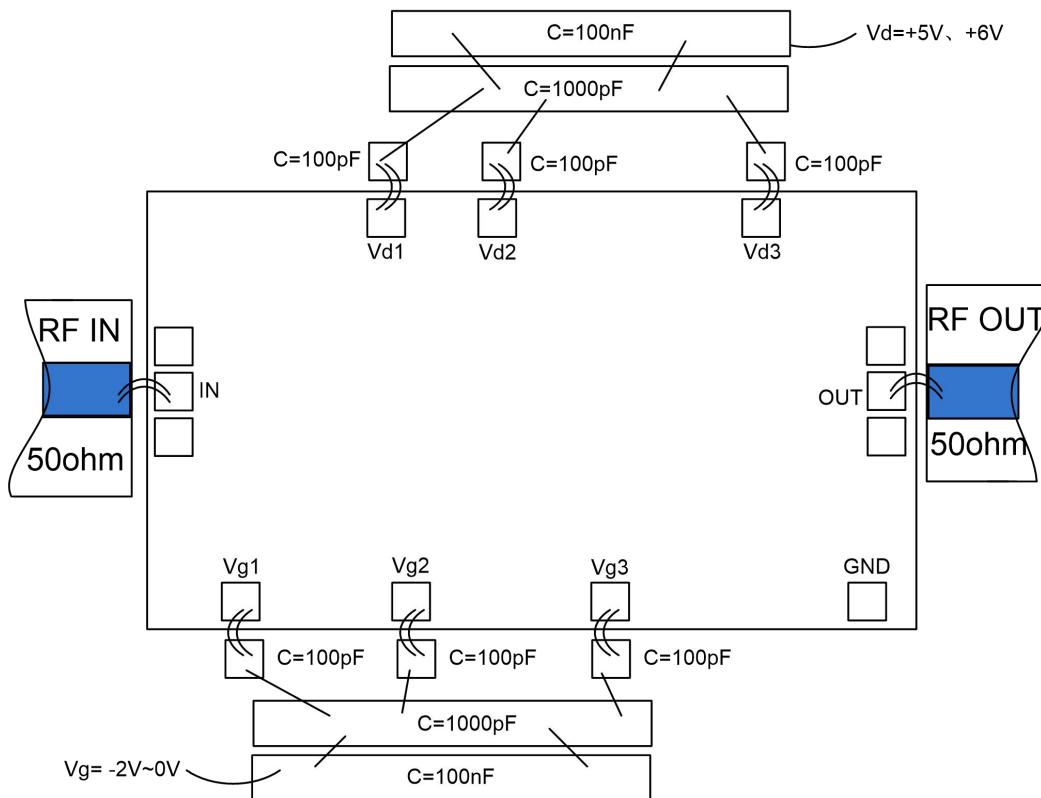 C=100nF
Vd=+5V、+6V
C=1000pF
C=100pF
C=100pF
C=100pF
Vd1
Vd2
Vd3
RF IN
RF OUT
IN
OUT
50ohm
50ohm
Vg1
Vg2
Vg3
GND
C=100pF
C=100pF
C=100pF
C=1000pF
Vg= -2V~0V
C=100nF